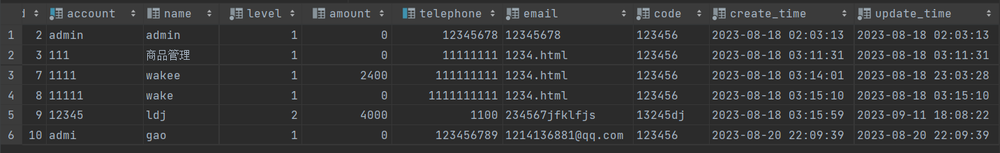 d account name level amount telephone email code create_time update_time
1 2 admin admin 1 0 12345678 12345678 123456 2023-08-18 02:03:13 2023-08-18 02:03:13
2 3 111 商品管理 1 0 11111111 1234.html 123456 2023-08-18 03:11:31 2023-08-18 03:11:31
3 7 1111 wakee 1 2400 111111111 1234.html 123456 2023-08-18 03:14:01 2023-08-18 23:03:28
4 8 11111 wake 1 0 1111111111 1234.html 123456 2023-08-18 03:15:10 2023-08-18 03:15:10
5 9 12345 ldj 2 4000 1100 234567jfklfjs 13245dj 2023-08-18 03:15:59 2023-09-11 18:08:22
6 10 admi gao 1 0 123456789 1214136881@qq.com 123456 2023-08-20 22:09:39 2023-08-20 22:09:39